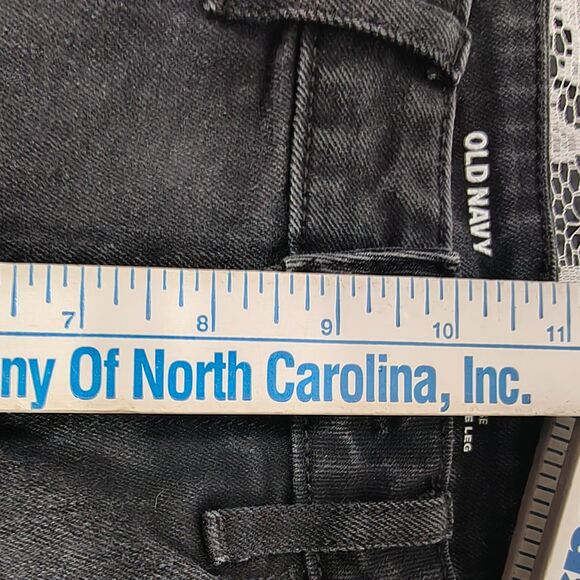 OLD NAVY
7 8 9 10 11
ny Of North Carolina, Inc.
LEG